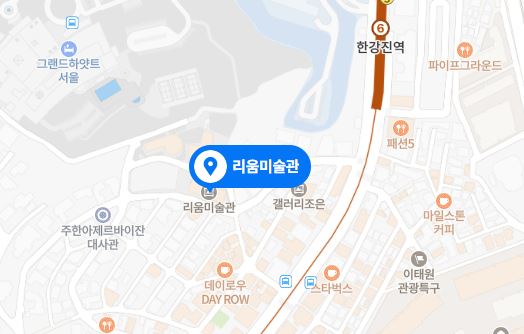 6
한강진역
그랜드하얏트
서울
파이프그라운드
패션5
리움미술관
리움미술관
갤러리조은
마일스톤
커피
주한아제르바이잔
대사관
이태원
관광특구
데이로우
DAY ROW
스타벅스